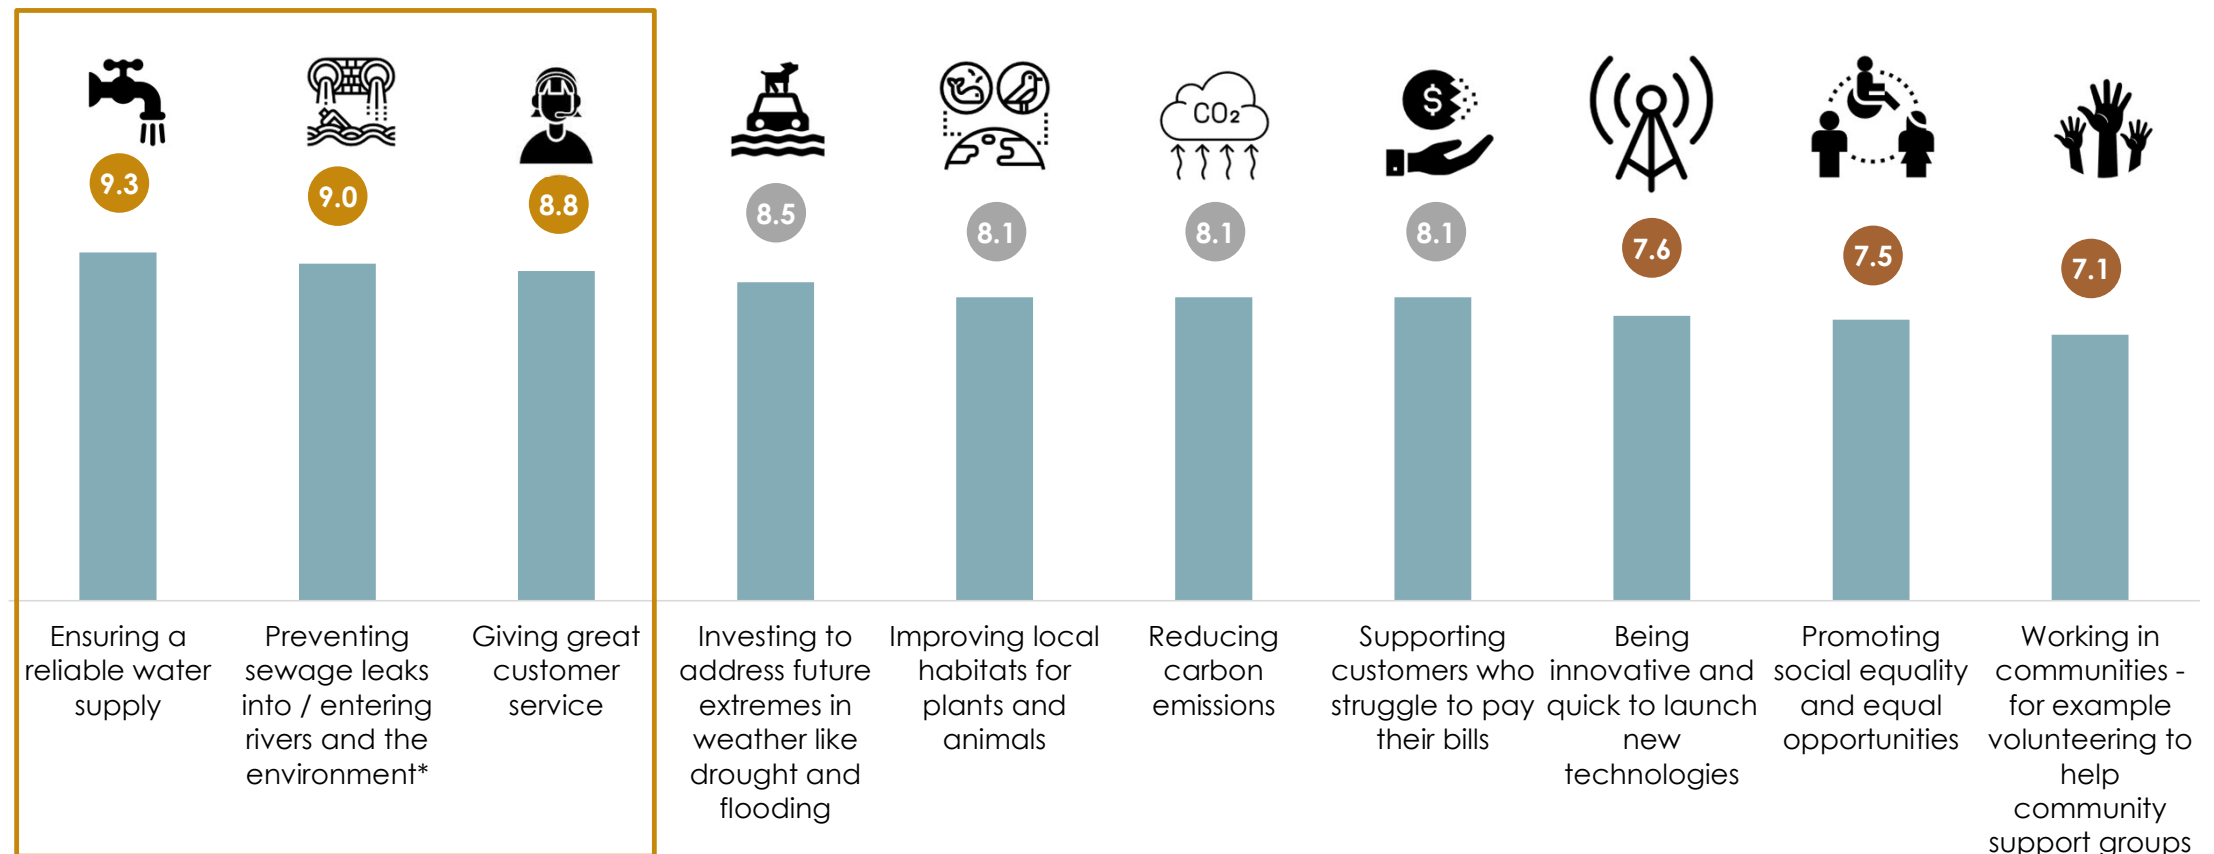 CO₂
$
9.3
9.0
8.8
8.5
8.1
8.1
8.1
7.6
7.5
7.1
Ensuring a
reliable water
supply
Preventing
sewage leaks
into / entering
rivers and the
environment*
Giving great
customer
service
Investing to
address future
extremes in
weather like
drought and
flooding
Improving local
habitats for
plants and
animals
Reducing
carbon
emissions
Supporting
customers who
struggle to pay
their bills
Being
innovative and
quick to launch
new
technologies
Promoting
social equality
and equal
opportunities
Working in
communities -
for example
volunteering to
help
community
support groups